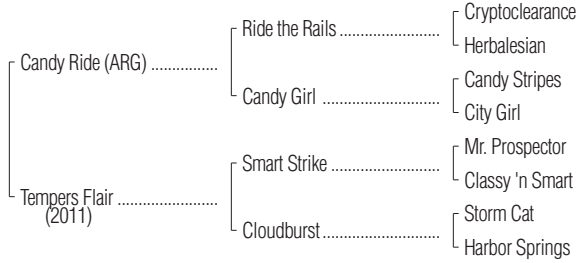 Cryptoclearance
Ride the Rails ........................
Herbalesian
Candy Ride (ARG) ................
Candy Stripes
Candy Girl ............................
City Girl
Mr. Prospector
Smart Strike ..........................
Classy 'n Smart
Tempers Flair ........................
(2011)
Storm Cat
Cloudburst............................
Harbor Springs